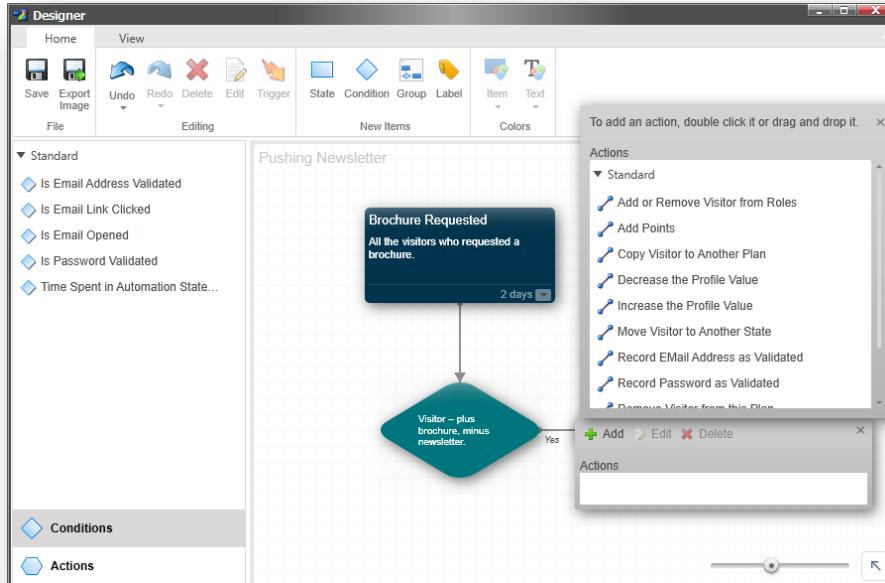 Designer
Home View
Save Export Image Undo Redo Delete Edit Trigger State Condition Group Label Item Text
File Editing New Items Colors
Standard
Is Email Address Validated
Is Email Link Clicked
Is Email Opened
Is Password Validated
Time Spent in Automation State...
Conditions
Actions
Pushing Newsletter
Brochure Requested
All the visitors who requested a
brochure.
2 days
Visitor – plus
brochure, minus
newsletter.
Yes
To add an action, double click it or drag and drop it.
Actions
Standard
Add or Remove Visitor from Roles
Add Points
Copy Visitor to Another Plan
Decrease the Profile Value
Increase the Profile Value
Move Visitor to Another State
Record EMail Address as Validated
Record Password as Validated
Remove Visitor from this Plan
Add Edit Delete
Actions